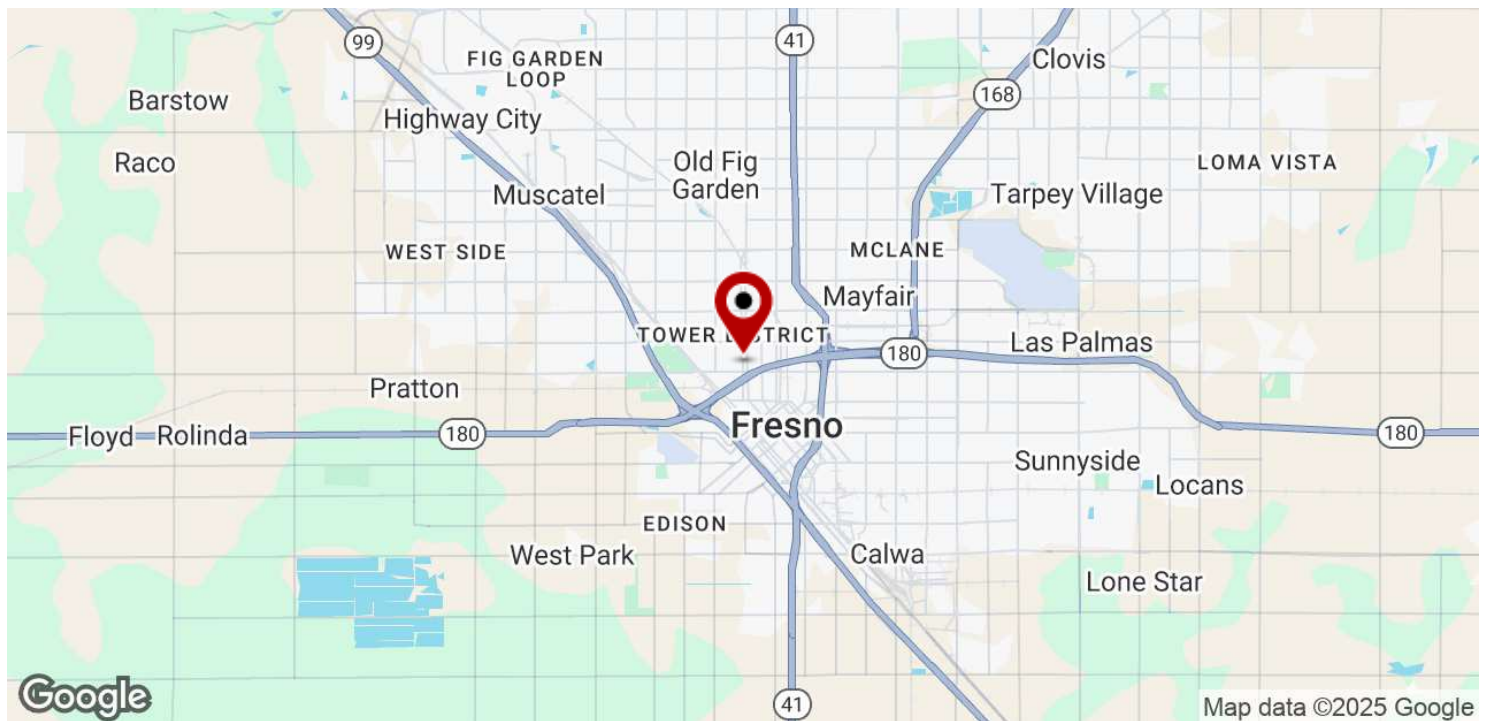 99
41
FIG GARDEN
LOOP
Clovis
168
Barstow
Highway City
Raco
Old Fig
Garden
LOMA VISTA
Muscatel
Tarpey Village
WEST SIDE
MCLANE
Mayfair
TOWER DISTRICT
Las Palmas
180
Pratton
Fresno
Floyd
Rolinda
180
180
Sunnyside
Locans
EDISON
West Park
Calwa
Lone Star
41
Google
Map data ©2025 Google